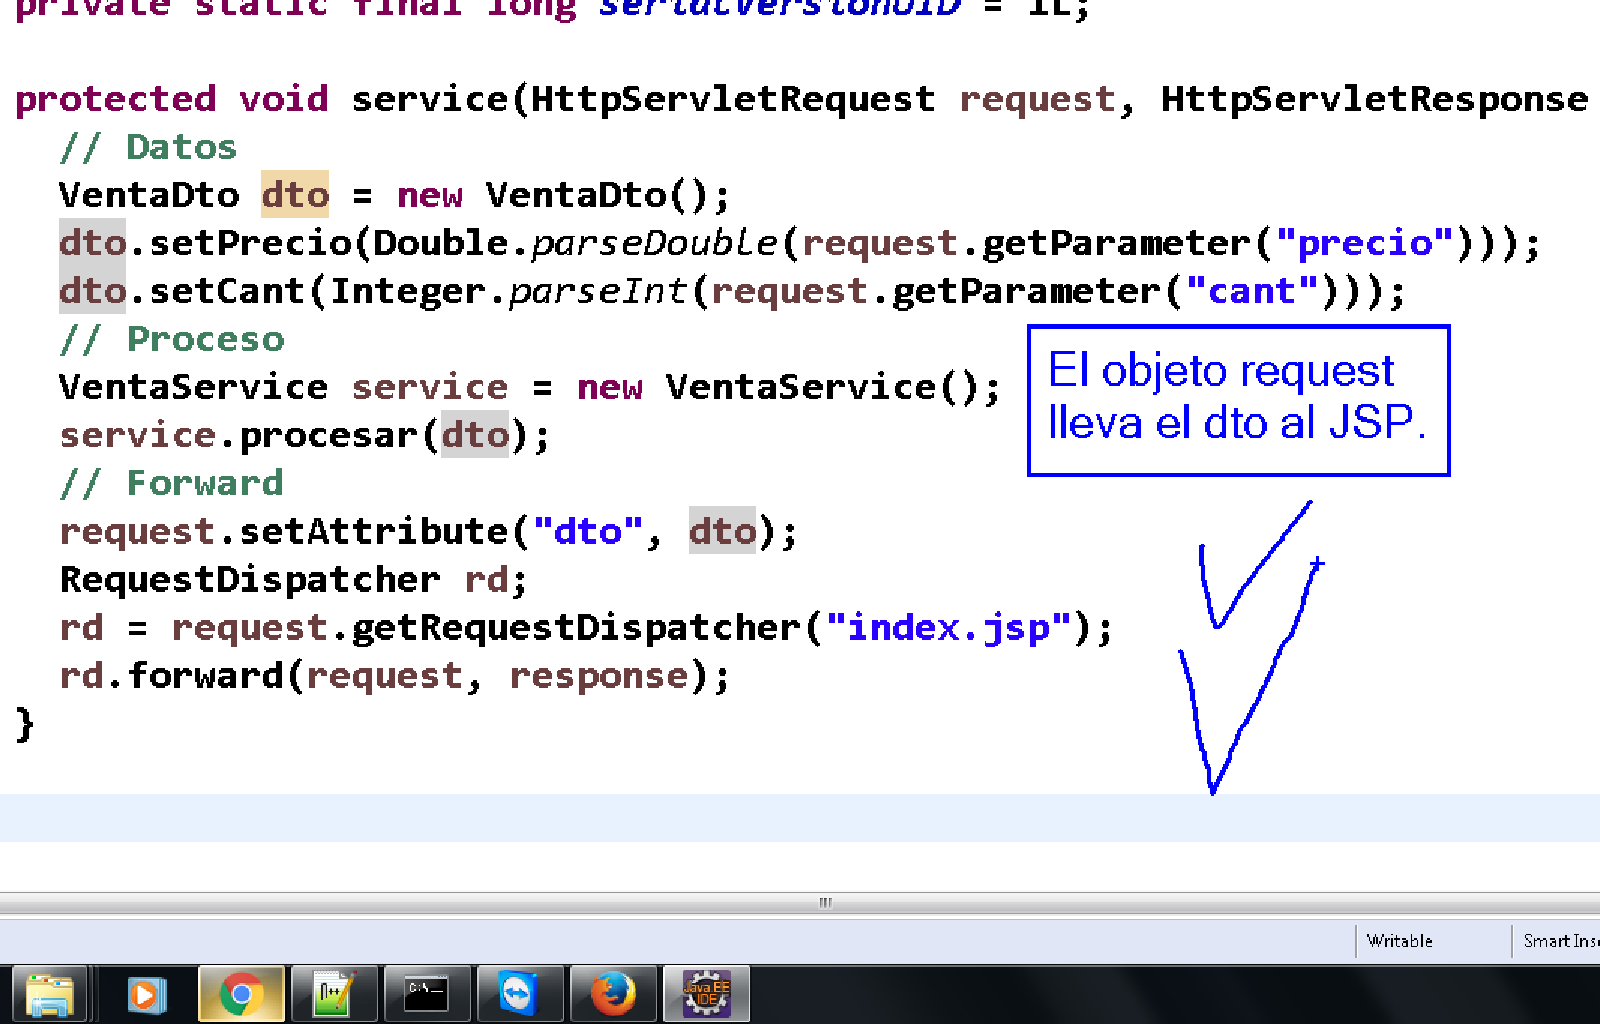 private static final long serialVersionUID = 1L;
protected void service(HttpServletRequest request, HttpServletResponse
// Datos
VentaDto dto = new VentaDto();
dto.setPrecio(Double.parseDouble(request.getParameter("precio")));
dto.setCant(Integer.parseInt(request.getParameter("cant")));
// Proceso
VentaService service = new VentaService();
service.procesar(dto);
// Forward
request.setAttribute("dto", dto);
RequestDispatcher rd;
rd = request.getRequestDispatcher("index.jsp");
rd.forward(request, response);
}
El objeto request
lleva el dto al JSP.
Writable
Smart Ins
C:\_
Java EE
IDE